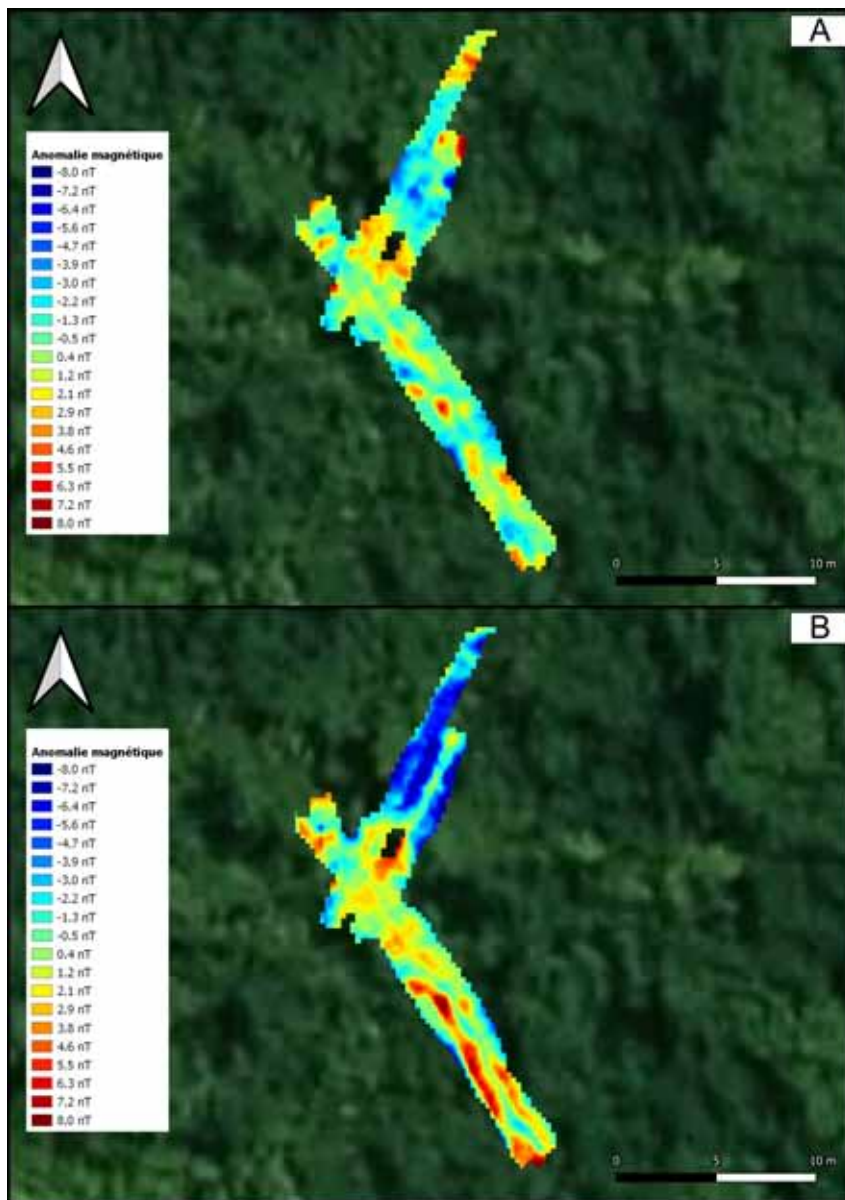 A
Anomalie magnétique
-8.0 nT
-7.2 nT
-6.4 nT
-5.6 nT
-4.7 nT
-3.9 nT
-3.0 nT
-2.2 nT
-1.3 nT
-0.5 nT
0.4 nT
1.2 nT
2.1 nT
2.9 nT
3.8 nT
4.6 nT
5.5 nT
6.3 nT
7.2 nT
8.0 nT
0 5 10 m
B
Anomalie magnétique
-8.0 nT
-7.2 nT
-6.4 nT
-5.6 nT
-4.7 nT
-3.9 nT
-3.0 nT
-2.2 nT
-1.3 nT
-0.5 nT
0.4 nT
1.2 nT
2.1 nT
2.9 nT
3.8 nT
4.6 nT
5.5 nT
6.3 nT
7.2 nT
8.0 nT
0 5 10 m